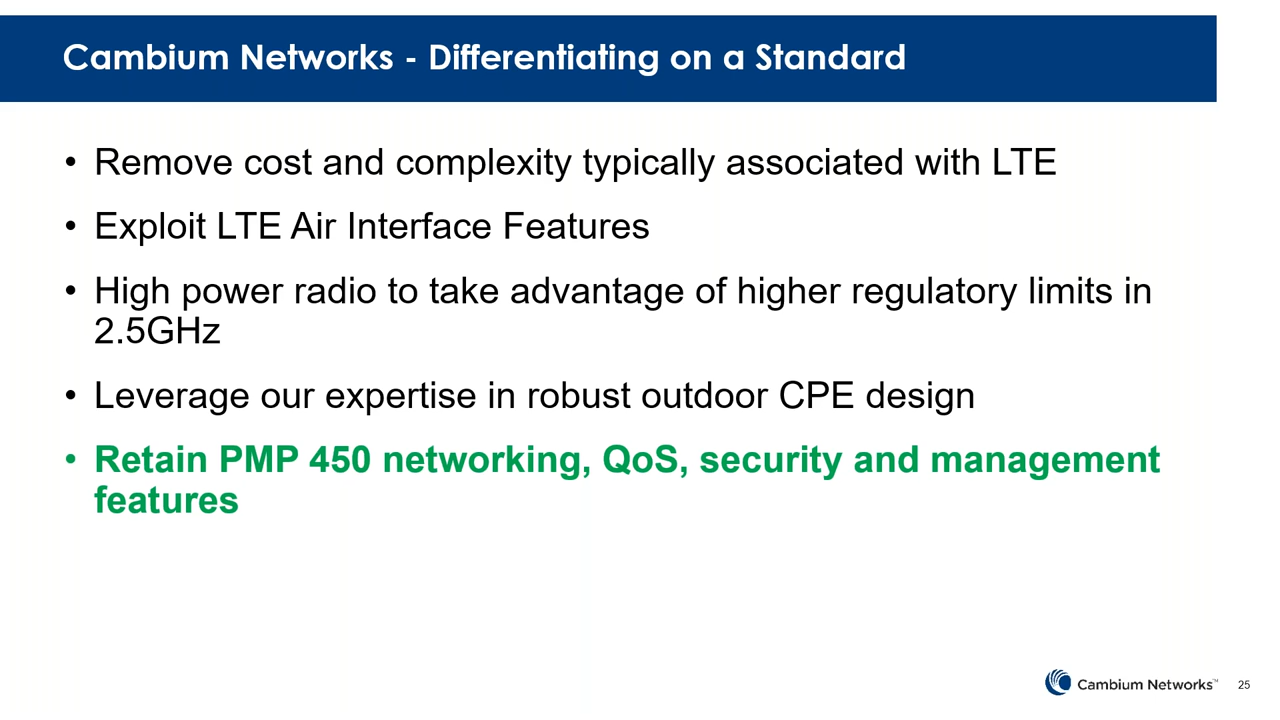 Cambium Networks - Differentiating on a Standard
• Remove cost and complexity typically associated with LTE
• Exploit LTE Air Interface Features
• High power radio to take advantage of higher regulatory limits in
2.5GHz
• Leverage our expertise in robust outdoor CPE design
• Retain PMP 450 networking, QoS, security and management
features
Cambium Networks™ 25